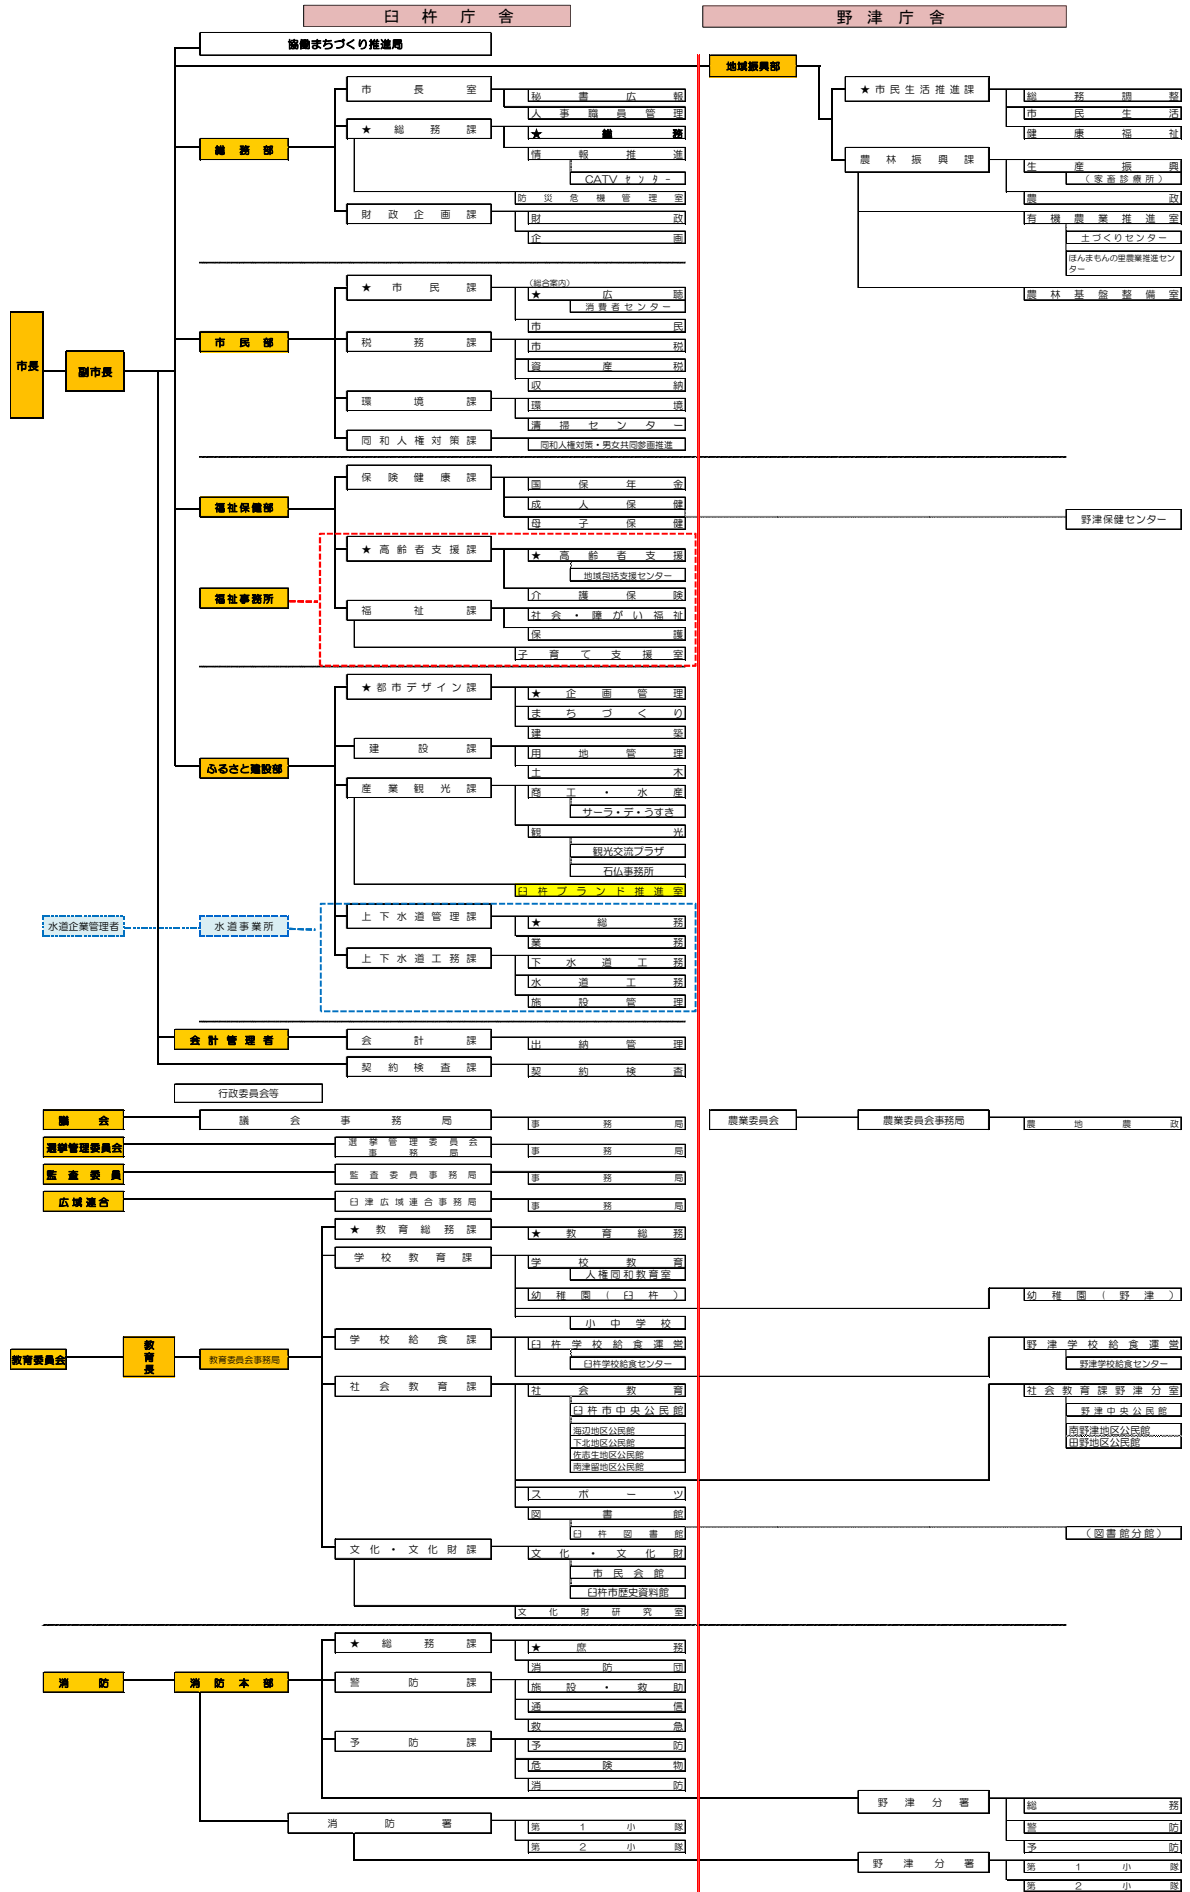 臼杵庁舎
野津庁舎
協働まちづくり推進局
地域振興部
市長室
秘書広報
人事職員管理
★市民生活推進課
総務調整
市民生活
健康福祉
総務部
★総務課
★総務
情報推進
CATVセンター
防災危機管理室
農林振興課
生産振興
（家畜診療所）
農政
財政企画課
財政
企画
有機農業推進室
土づくりセンター
ほんまもんの里農業推進セン
ター
農林基盤整備室
★市民課
（総合案内）
★広聴
消費者センター
市民
市長
副市長
市民部
税務課
市税
資産税
収納
環境課
環境
清掃センター
同和人権対策課
同和人権対策・男女共同参画推進
保険健康課
国保年金
成人保健
母子保健
野津保健センター
福祉保健部
★高齢者支援課
★高齢者支援
地域包括支援センター
介護保険
福祉事務所
福祉課
社会・障がい福祉
保護
子育て支援室
★都市デザイン課
★企画管理
まちづくり
建築
建設課
用地管理
土木
ふるさと建設部
産業観光課
商工・水産
サーラ・デ・うすき
観光
観光交流プラザ
石仏事務所
臼杵ブランド推進室
水道企業管理者
水道事業所
上下水道管理課
★総務
業務
上下水道工務課
下水道工務
水道工務
施設管理
会計管理者
会計課
出納管理
契約検査課
契約検査
行政委員会等
議会
議会事務局
事務局
農業委員会
農業委員会事務局
農地農政
選挙管理委員会
選挙管理委員会
事務局
事務局
監査委員
監査委員事務局
事務局
広域連合
臼津広域連合事務局
事務局
★教育総務課
★教育総務
学校教育課
学校教育
人権同和教育室
幼稚園（臼杵）
幼稚園（野津）
小中学校
教育委員会
教育長
教育委員会事務局
学校給食課
臼杵学校給食運営
臼杵学校給食センター
野津学校給食運営
野津学校給食センター
社会教育課
社会教育
臼杵市中央公民館
海辺地区公民館
下北地区公民館
佐志生地区公民館
南津留地区公民館
社会教育課野津分室
野津中央公民館
南野津地区公民館
田野地区公民館
スポーツ
図書館
臼杵図書館
（図書館分館）
文化・文化財課
文化・文化財
市民会館
臼杵市歴史資料館
文化財研究室
★総務課
★庶務
消防団
消防
消防本部
警防課
施設・救助
通信
救急
予防課
予防
危険物
消防
野津分署
総務
警防
予防
消防署
第1小隊
第2小隊
野津分署
第1小隊
第2小隊